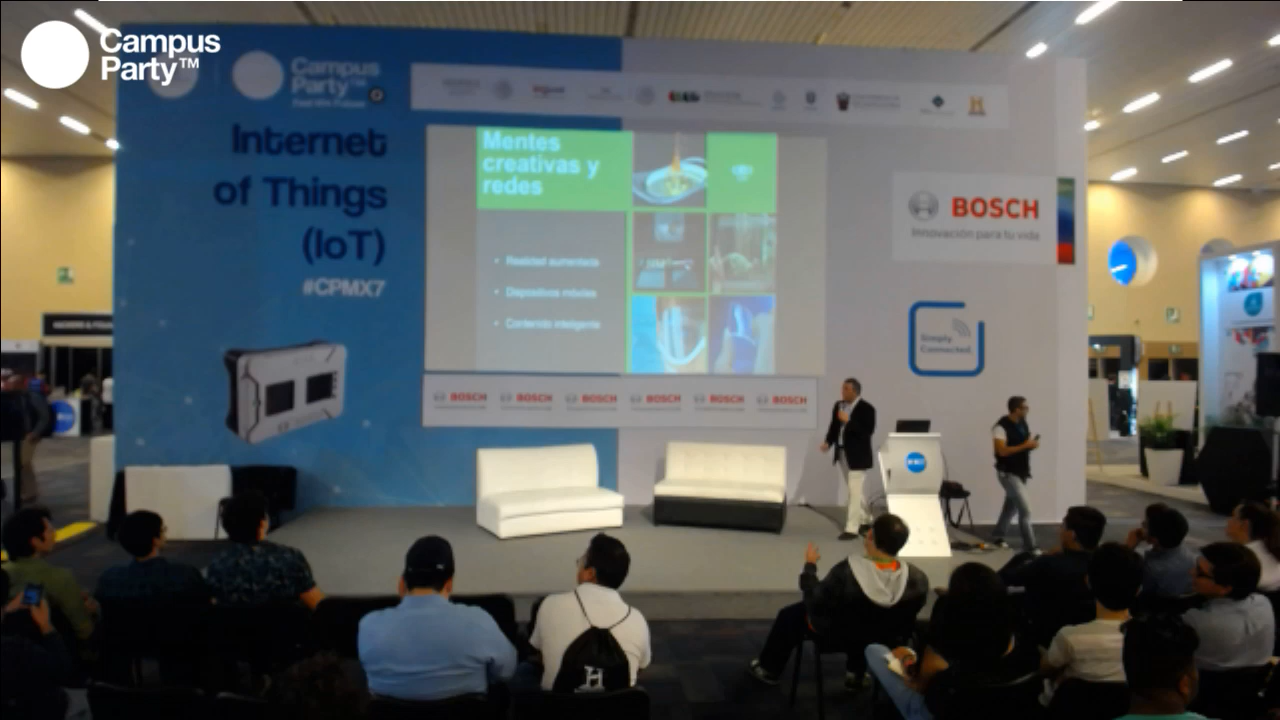 Campus
Party™
Campus
Party™
Internet
of Things
(IoT)
#CPMX7
Mentes
creativas y
redes
• Realidad aumentada
• Dispositivos móviles
• Contenido inteligente
BOSCH
Innovación para tu vida
Simply.
Connected.
BOSCH BOSCH BOSCH BOSCH BOSCH BOSCH
H
H